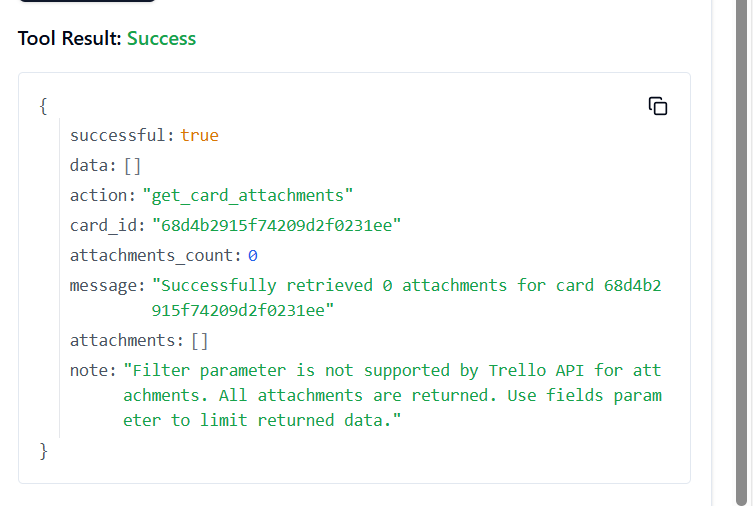 Tool Result: Success
{
successful: true
data: []
action: "get_card_attachments"
card_id: "68d4b2915f74209d2f0231ee"
attachments_count: 0
message: "Successfully retrieved 0 attachments for card 68d4b2
915f74209d2f0231ee"
attachments: []
note: "Filter parameter is not supported by Trello API for att
achments. All attachments are returned. Use fields param
eter to limit returned data."
}